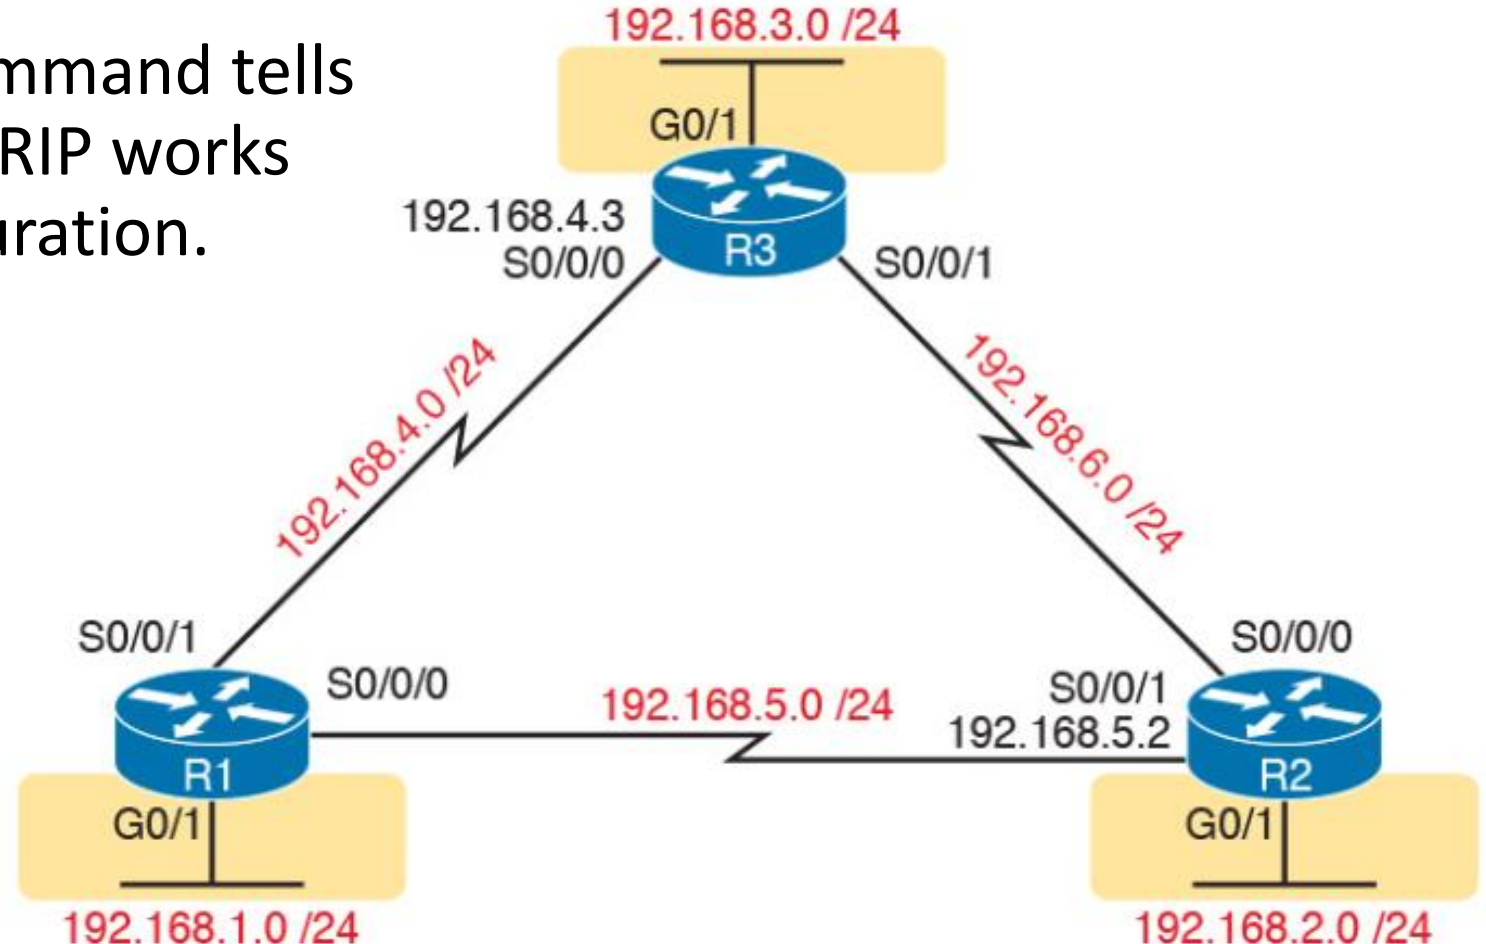 192.168.3.0 /24
mmand tells
RIP works
uration.
G0/1
192.168.4.3
S0/0/0
R3
S0/0/1
192.168.4.0 /24
192.168.6.0 /24
S0/0/1
S0/0/0
S0/0/0
192.168.5.0 /24
S0/0/1
192.168.5.2
R1
R2
G0/1
G0/1
192.168.1.0 /24
192.168.2.0 /24